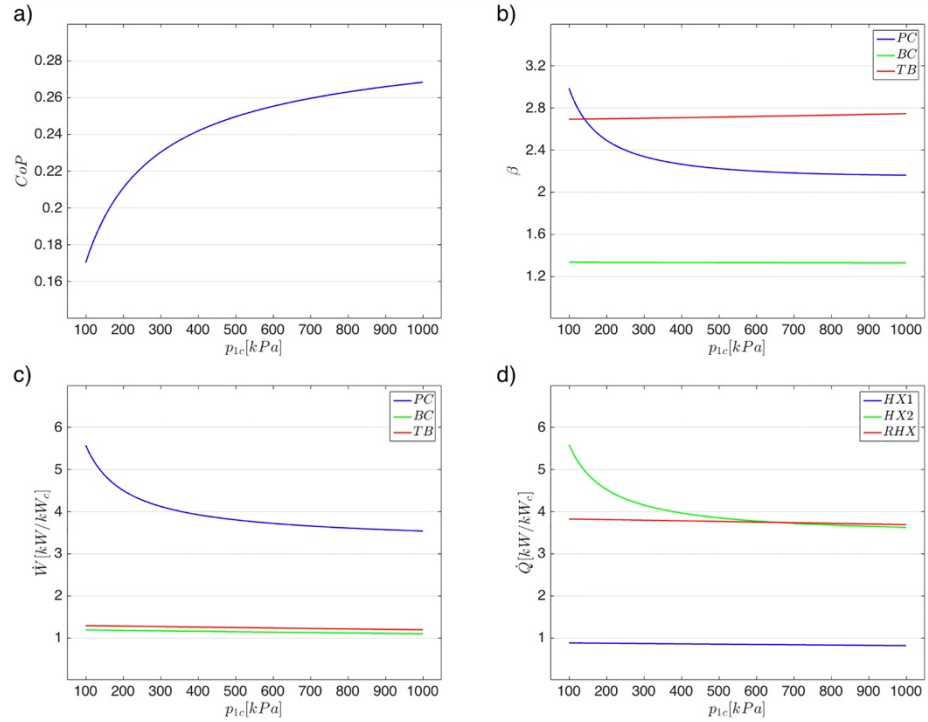 a)
CoP
0.28
0.26
0.24
0.22
0.2
0.18
0.16
100 200 300 400 500 600 700 800 900 1000
p1c[kPa]
b)
β
3.2
2.8
2.4
2
1.6
1.2
PC
BC
TB
100 200 300 400 500 600 700 800 900 1000
p1c[kPa]
c)
Ẇ[kW/kWc]
6
5
4
3
2
1
PC
BC
TB
100 200 300 400 500 600 700 800 900 1000
p1c[kPa]
d)
Q̇[kW/kWc]
6
5
4
3
2
1
HX1
HX2
RHX
100 200 300 400 500 600 700 800 900 1000
p1c[kPa]